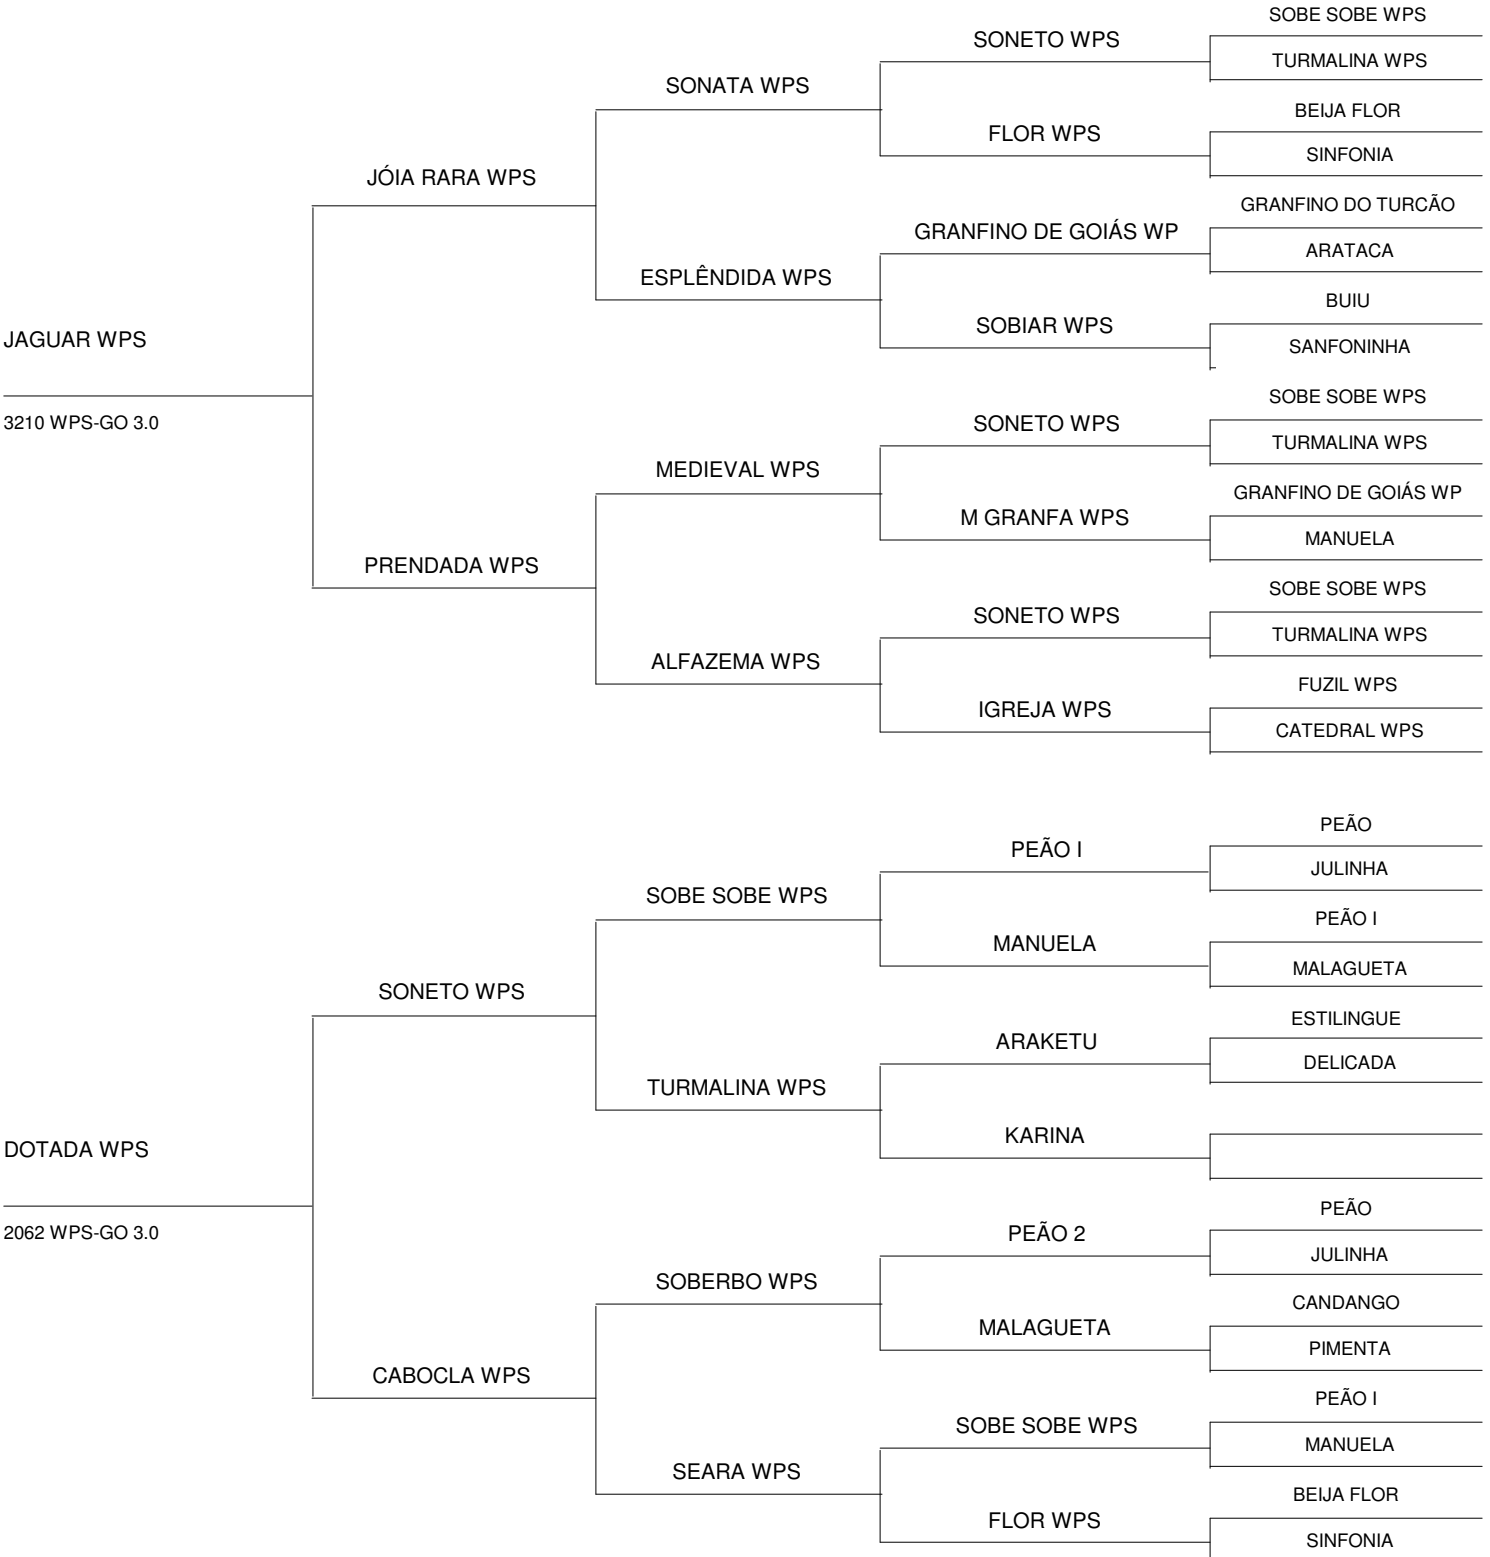 SOBE SOBE WPS
SONETO WPS
TURMALINA WPS
SONATA WPS
BEIJA FLOR
FLOR WPS
SINFONIA
JÓIA RARA WPS
GRANFINO DO TURCÃO
GRANFINO DE GOIÁS WP
ARATACA
ESPLÊNDIDA WPS
BUIU
SOBIAR WPS
SANFONINHA
JAGUAR WPS
3210 WPS-GO 3.0
SOBE SOBE WPS
SONETO WPS
TURMALINA WPS
MEDIEVAL WPS
GRANFINO DE GOIÁS WP
M GRANFA WPS
MANUELA
PRENDADA WPS
SOBE SOBE WPS
SONETO WPS
TURMALINA WPS
ALFAZEMA WPS
FUZIL WPS
IGREJA WPS
CATEDRAL WPS
PEÃO
PEÃO I
JULINHA
SOBE SOBE WPS
PEÃO I
MANUELA
MALAGUETA
SONETO WPS
ESTILINGUE
ARAKETU
DELICADA
TURMALINA WPS
KARINA
DOTADA WPS
2062 WPS-GO 3.0
PEÃO
PEÃO 2
JULINHA
SOBERBO WPS
CANDANGO
MALAGUETA
PIMENTA
CABOCLA WPS
PEÃO I
SOBE SOBE WPS
MANUELA
SEARA WPS
BEIJA FLOR
FLOR WPS
SINFONIA